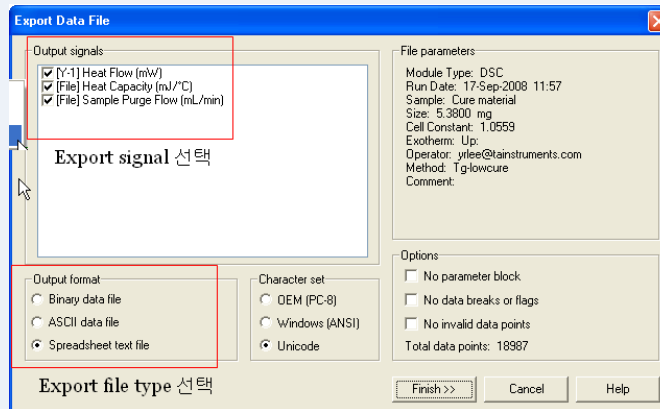 Export Data File
Output signals
[Y-1] Heat Flow (mW)
[File] Heat Capacity (mJ/°C)
[File] Sample Purge Flow (mL/min)
Export signal 선택
File parameters
Module Type: DSC
Run Date: 17-Sep-2008 11:57
Sample: Cure material
Size: 5.3800 mg
Cell Constant: 1.0559
Exotherm: Up:
Operator: yrlee@tainstruments.com
Method: Tg-lowcure
Comment:
Output format
Binary data file
ASCII data file
Spreadsheet text file
Export file type 선택
Character set
OEM (PC-8)
Windows (ANSI)
Unicode
Options
No parameter block
No data breaks or flags
No invalid data points
Total data points: 18987
Finish >>
Cancel
Help